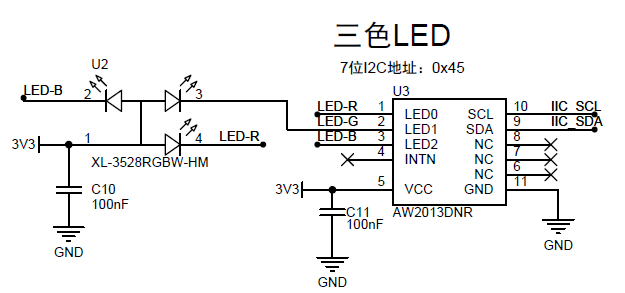 三色LED
7位I2C地址：0x45
U2
LED-B
2
3
3V3
1
4
LED-R
XL-3528RGBW-HM
C10
100nF
GND
U3
LED-R
1
LED0
SCL
10
IIC_SCL
LED-G
2
LED1
SDA
9
IIC_SDA
LED-B
3
LED2
NC
8
4
INTN
NC
7
NC
6
3V3
5
VCC
GND
11
AW2013DNR
C11
100nF
GND
GND